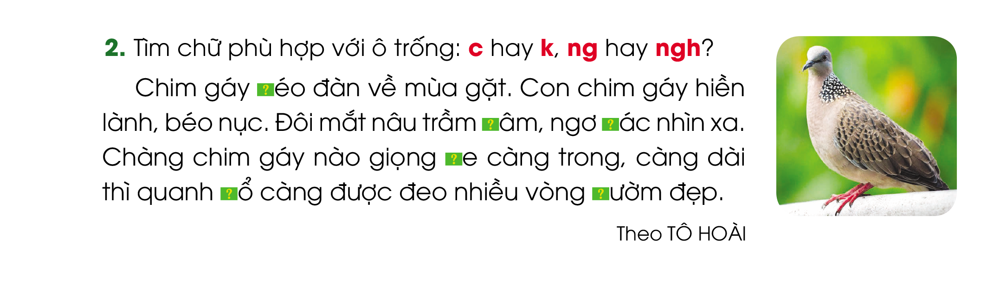 2. Tìm chữ phù hợp với ô trống: c hay k, ng hay ngh?
Chim gáy ?éo đàn về mùa gặt. Con chim gáy hiền
lành, béo nục. Đôi mắt nâu trầm ?âm, ngơ ?ác nhìn xa.
Chàng chim gáy nào giọng ?e càng trong, càng dài
thì quanh ?ổ càng được đeo nhiều vòng ?ườm đẹp.
Theo TÔ HOÀI